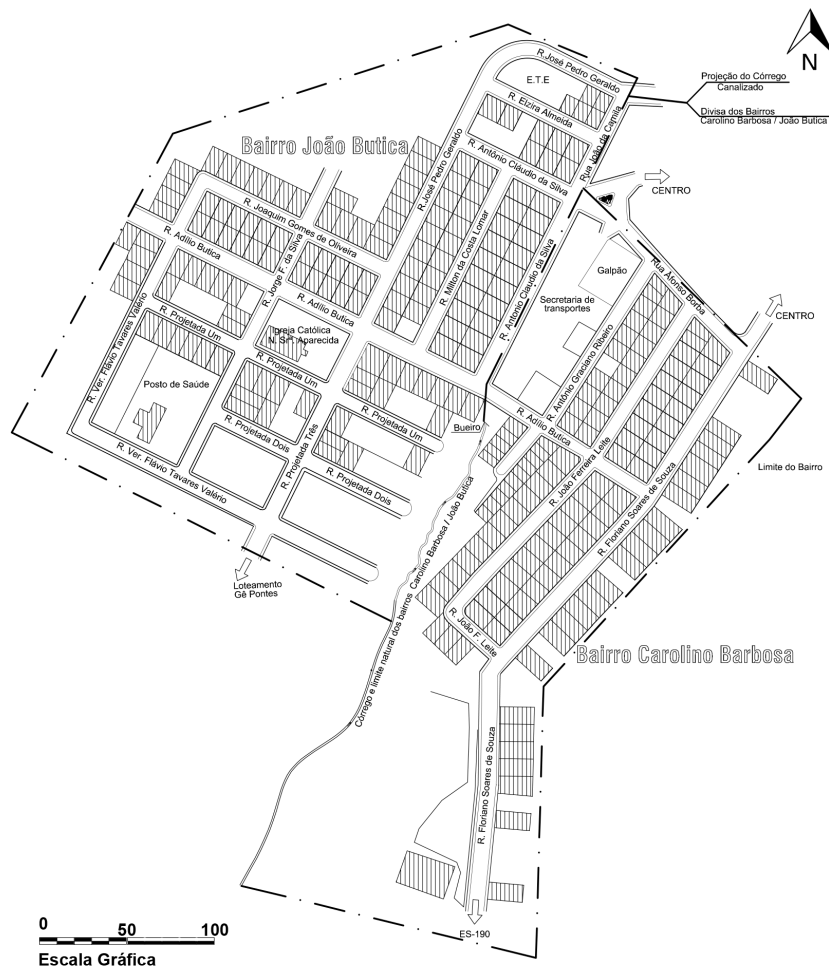 N
Projeção do Córrego
Canalizado
Divisa dos Bairros
Carolino Barbosa / João Butica
R.José Pedro Geraldo
E.T.E
R. Elzira Almeida
Rua João da Camila
R. Antônio Cláudio da Silva
R.José Pedro Geraldo
Bairro João Butica
CENTRO
R. Joaquim Gomes de Oliveira
R. Adílio Butica
R. Jorge F. da Silva
R. Milton da Costa Lomar
R. Antonio Claudio da Silva
Galpão
Rua Áfonso Borba
Secretaria de
transportes
CENTRO
R. Adílio Butica
R. Ver. Flávio Tavares Valério
R. Projetada Um
Igreja Católica
N. Srª. Aparecida
R. Antônio Graciano Ribeiro
R. Projetada Um
Posto de Saúde
R. Projetada Um
R. Adílio Butica
Bueiro
R. Projetada Dois
R. Projetada Três
R. João Ferreira Leite
R. Ver. Flávio Tavares Valério
R. Projetada Dois
R. Floriano Soares de Souza
Limite do Bairro
Loteamento
Gê Pontes
Córrego e limite natural dos bairros Carolino Barbosa / João Butica
R. João F. Leite
Bairro Carolino Barbosa
R. Floriano Soares de Souza
0 50 100
Escala Gráfica
ES-190